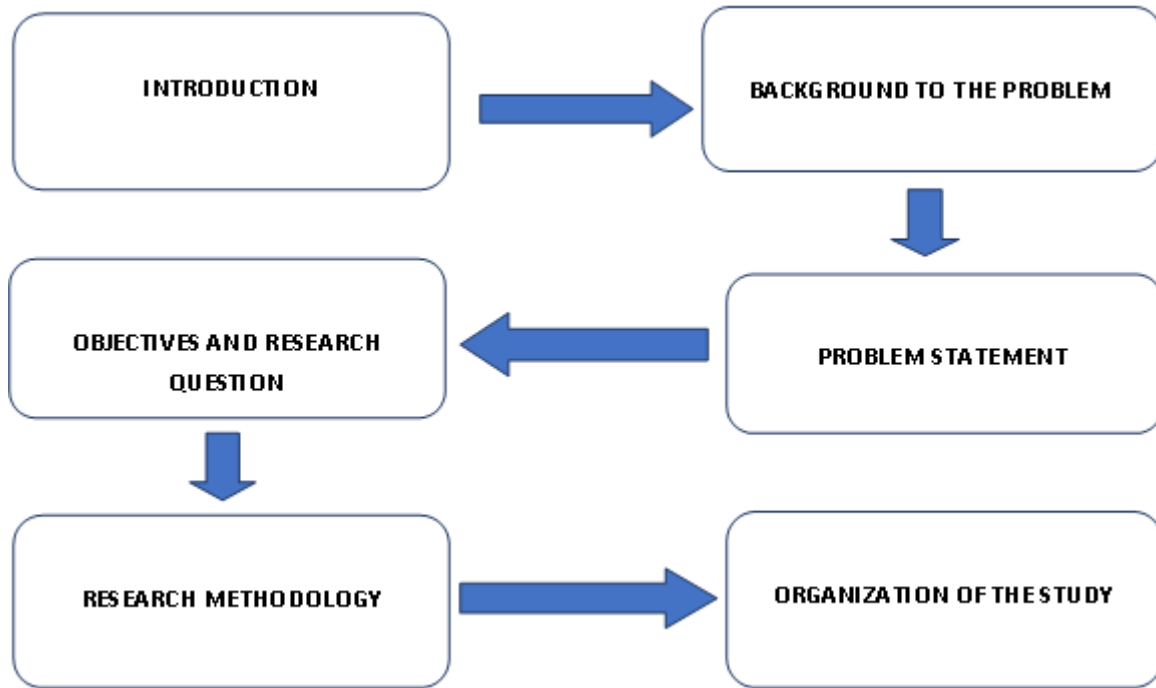 INTRODUCTION
BACKGROUND TO THE PROBLEM
PROBLEM STATEMENT
OBJECTIVES AND RESEARCH
QUESTION
RESEARCH METHODOLOGY
ORGANIZATION OF THE STUDY